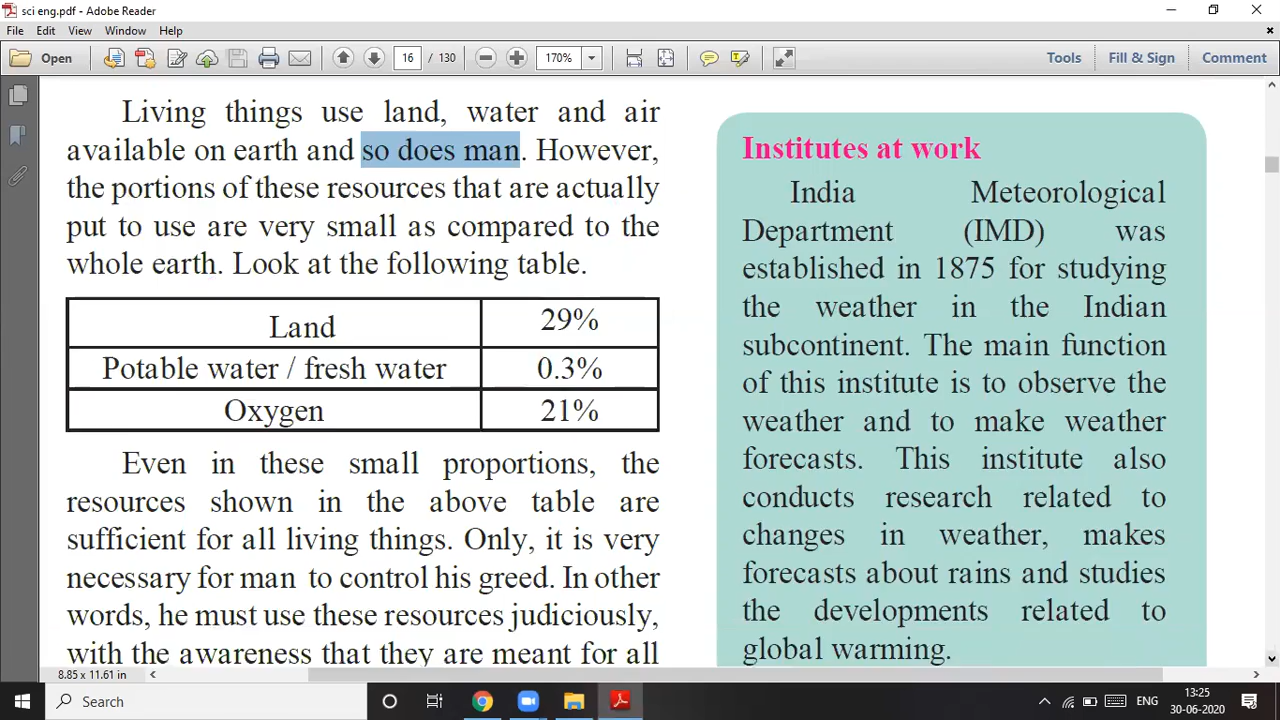 sci eng.pdf - Adobe Reader
File Edit View Window Help
Open 16 / 130 170% Tools Fill & Sign Comment
Living things use land, water and air
available on earth and so does man. However,
the portions of these resources that are actually
put to use are very small as compared to the
whole earth. Look at the following table.
Land 29%
Potable water / fresh water 0.3%
Oxygen 21%
Even in these small proportions, the
resources shown in the above table are
sufficient for all living things. Only, it is very
necessary for man to control his greed. In other
words, he must use these resources judiciously,
with the awareness that they are meant for all
Institutes at work
India Meteorological
Department (IMD) was
established in 1875 for studying
the weather in the Indian
subcontinent. The main function
of this institute is to observe the
weather and to make weather
forecasts. This institute also
conducts research related to
changes in weather, makes
forecasts about rains and studies
the developments related to
global warming.
8.85 x 11.61 in
Search
ENG
13:25
30-06-2020